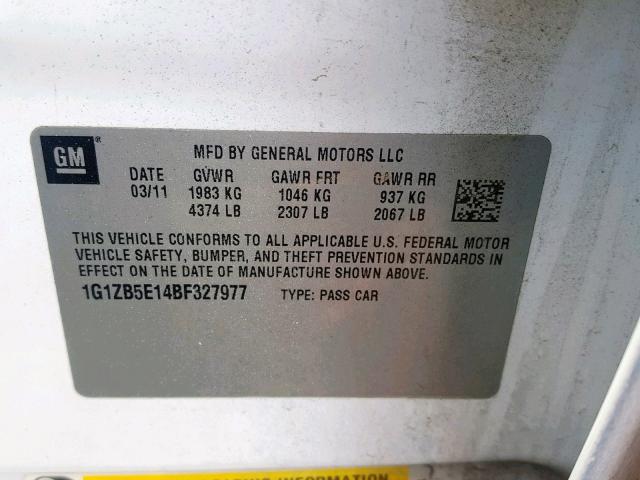 GM®
MFD BY GENERAL MOTORS LLC
DATE GVWR GAWR FRT GAWR RR
03/11 1983 KG 1046 KG 937 KG
4374 LB 2307 LB 2067 LB
THIS VEHICLE CONFORMS TO ALL APPLICABLE U.S. FEDERAL MOTOR
VEHICLE SAFETY, BUMPER, AND THEFT PREVENTION STANDARDS IN
EFFECT ON THE DATE OF MANUFACTURE SHOWN ABOVE.
1G1ZB5E14BF327977 TYPE: PASS CAR
INFORMATION